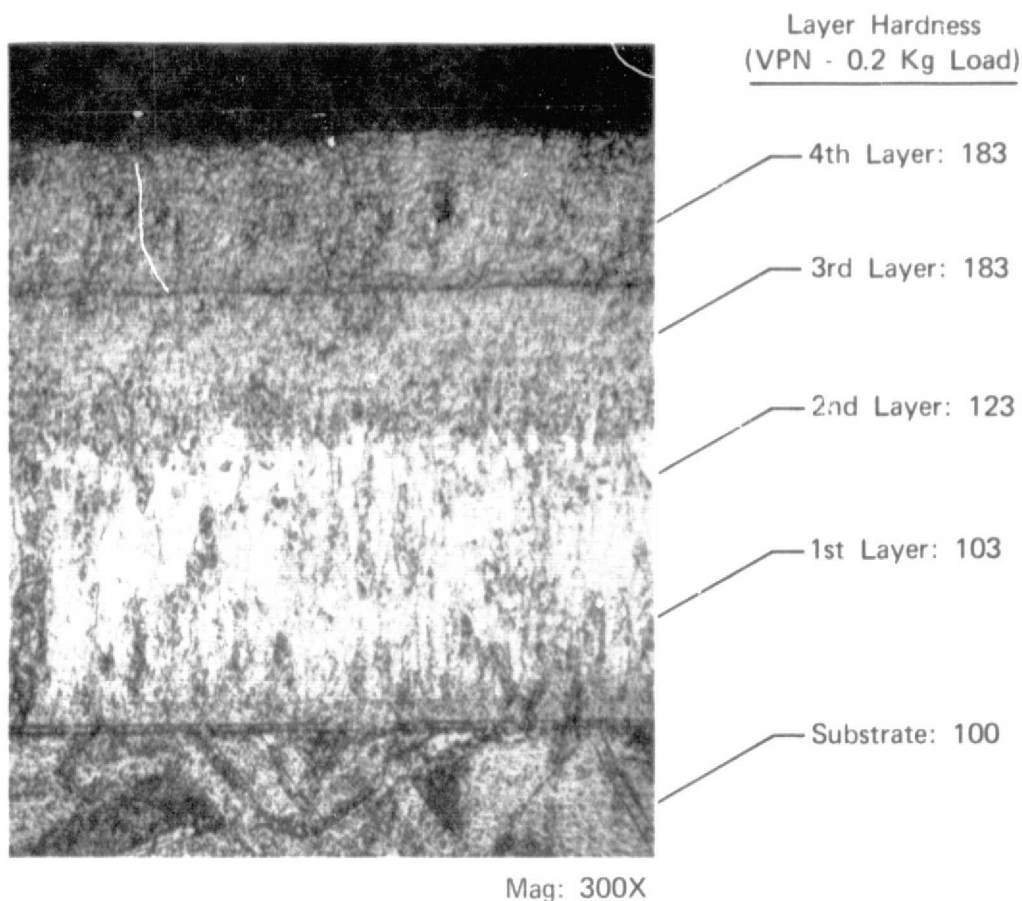 Layer Hardness
(VPN - 0.2 Kg Load)
4th Layer: 183
3rd Layer: 183
2nd Layer: 123
1st Layer: 103
Substrate: 100
Mag: 300X